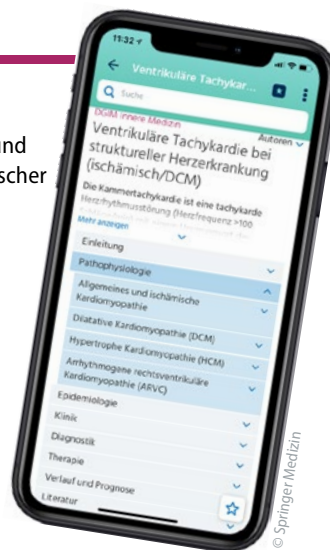 und
scher
11:32
Ventrikuläre Tachykar...
Suche
DGIM Innere Medizin
Autoren
Ventrikuläre Tachykardie bei
struktureller Herzerkrankung
(ischämisch/DCM)
Die Kammertachykardie ist eine tachykarde
Herzrhythmusstörung (Herzfrequenz >100
Mehr anzeigen
Einleitung
Pathophysiologie
Allgemeines und ischämische
Kardiomyopathie
Dilatative Kardiomyopathie (DCM)
Hypertrophe Kardiomyopathie (HCM)
Arrhythmogene rechtsventrikuläre
Kardiomyopathie (ARVC)
Epidemiologie
Klinik
Diagnostik
Therapie
Verlauf und Prognose
Literatur
© Springer Medizin